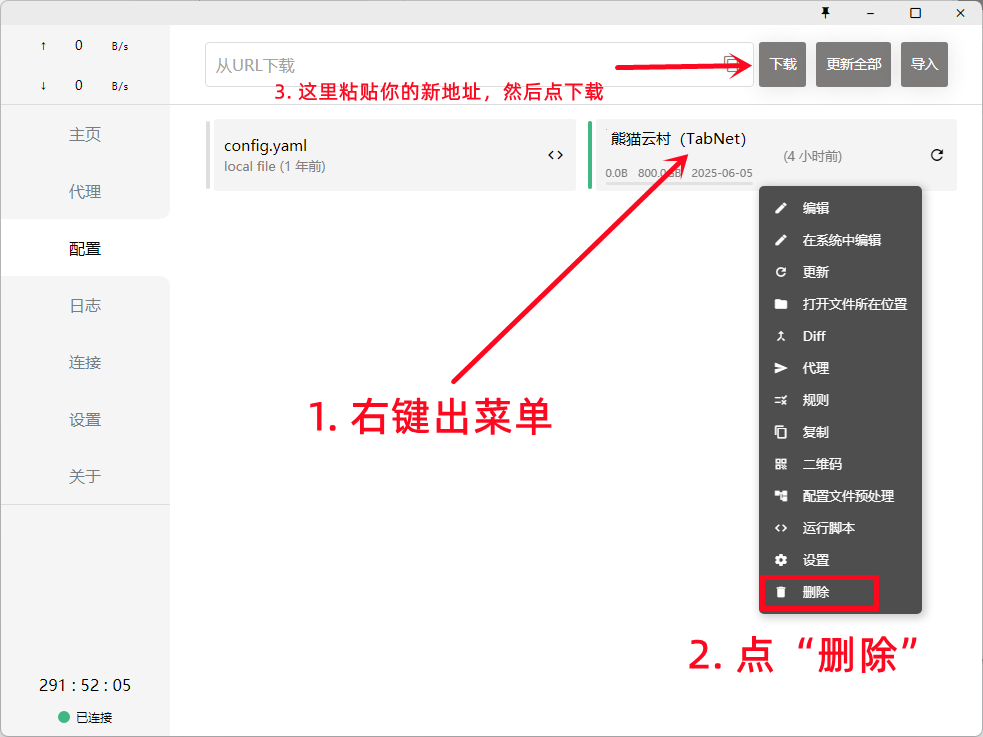 ↑ 0 B/s
↓ 0 B/s
主页
代理
配置
日志
连接
设置
关于
291 : 52 : 05
已连接
从URL下载
下载
更新全部
导入
3. 这里粘贴你的新地址，然后点下载
config.yaml
local file (1 年前)
熊猫云村（TabNet）
(4 小时前)
0.0B 800.0GB 2025-06-05
编辑
在系统中编辑
更新
打开文件所在位置
Diff
代理
规则
复制
二维码
配置文件预处理
运行脚本
设置
删除
1. 右键出菜单
2. 点“删除”